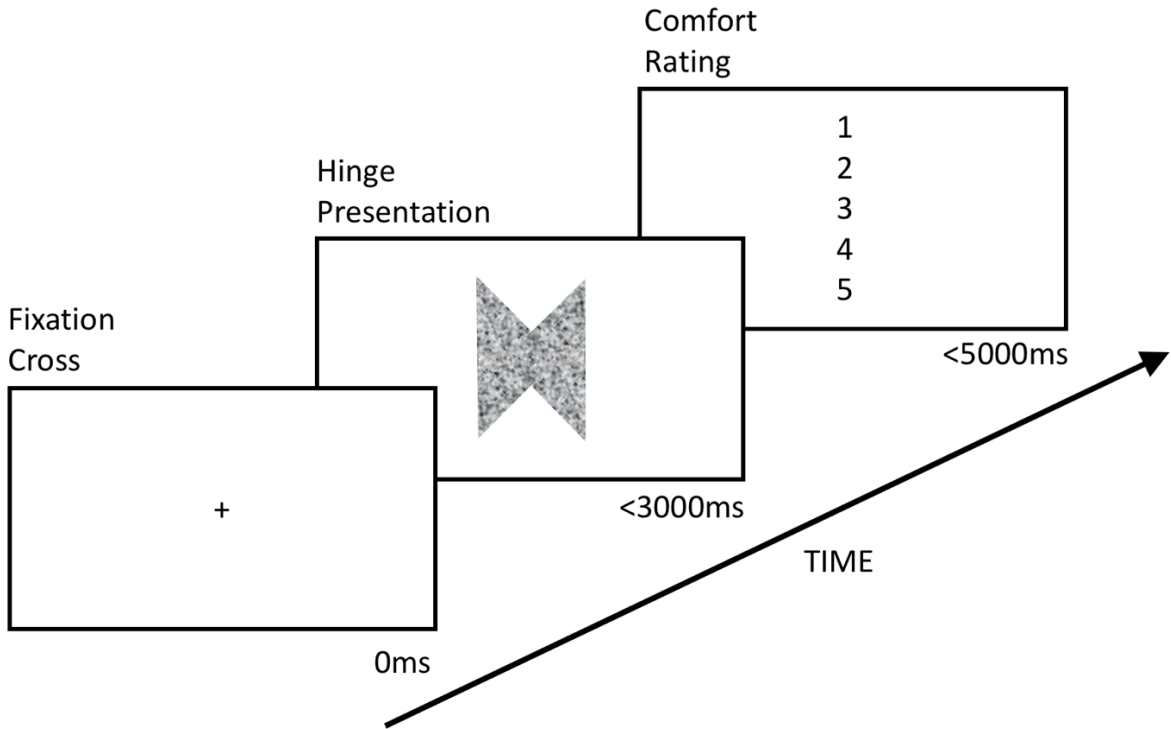 Fixation
Cross
+
0ms
Hinge
Presentation
<3000ms
Comfort
Rating
1
2
3
4
5
<5000ms
TIME